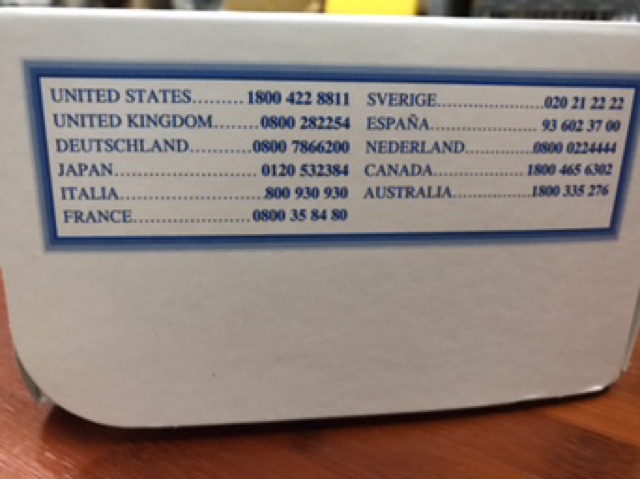 UNITED STATES.........1800 422 8811
UNITED KINGDOM........0800 282254
DEUTSCHLAND...........0800 7866200
JAPAN.....................0120 532384
ITALIA.....................800 930 930
FRANCE...................0800 35 84 80
SVERIGE..................020 21 22 22
ESPAÑA..................93 602 37 00
NEDERLAND...........0800 0224444
CANADA................1800 465 6302
AUSTRALIA.............1800 335 276